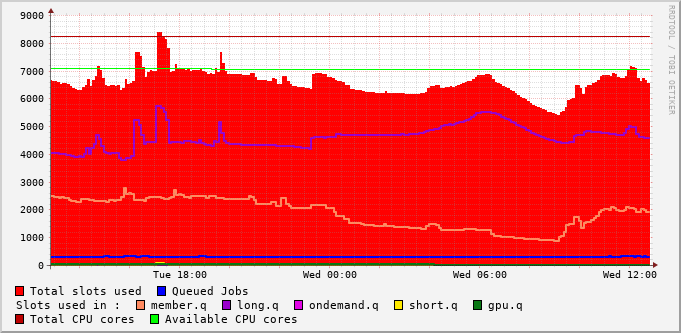 9000
8000
7000
6000
5000
4000
3000
2000
1000
0
Tue 18:00 Wed 00:00 Wed 06:00 Wed 12:00
RRDTOOL / TOBI OETIKER
Total slots used Queued Jobs
Slots used in : member.q long.q ondemand.q short.q gpu.q
Total CPU cores Available CPU cores